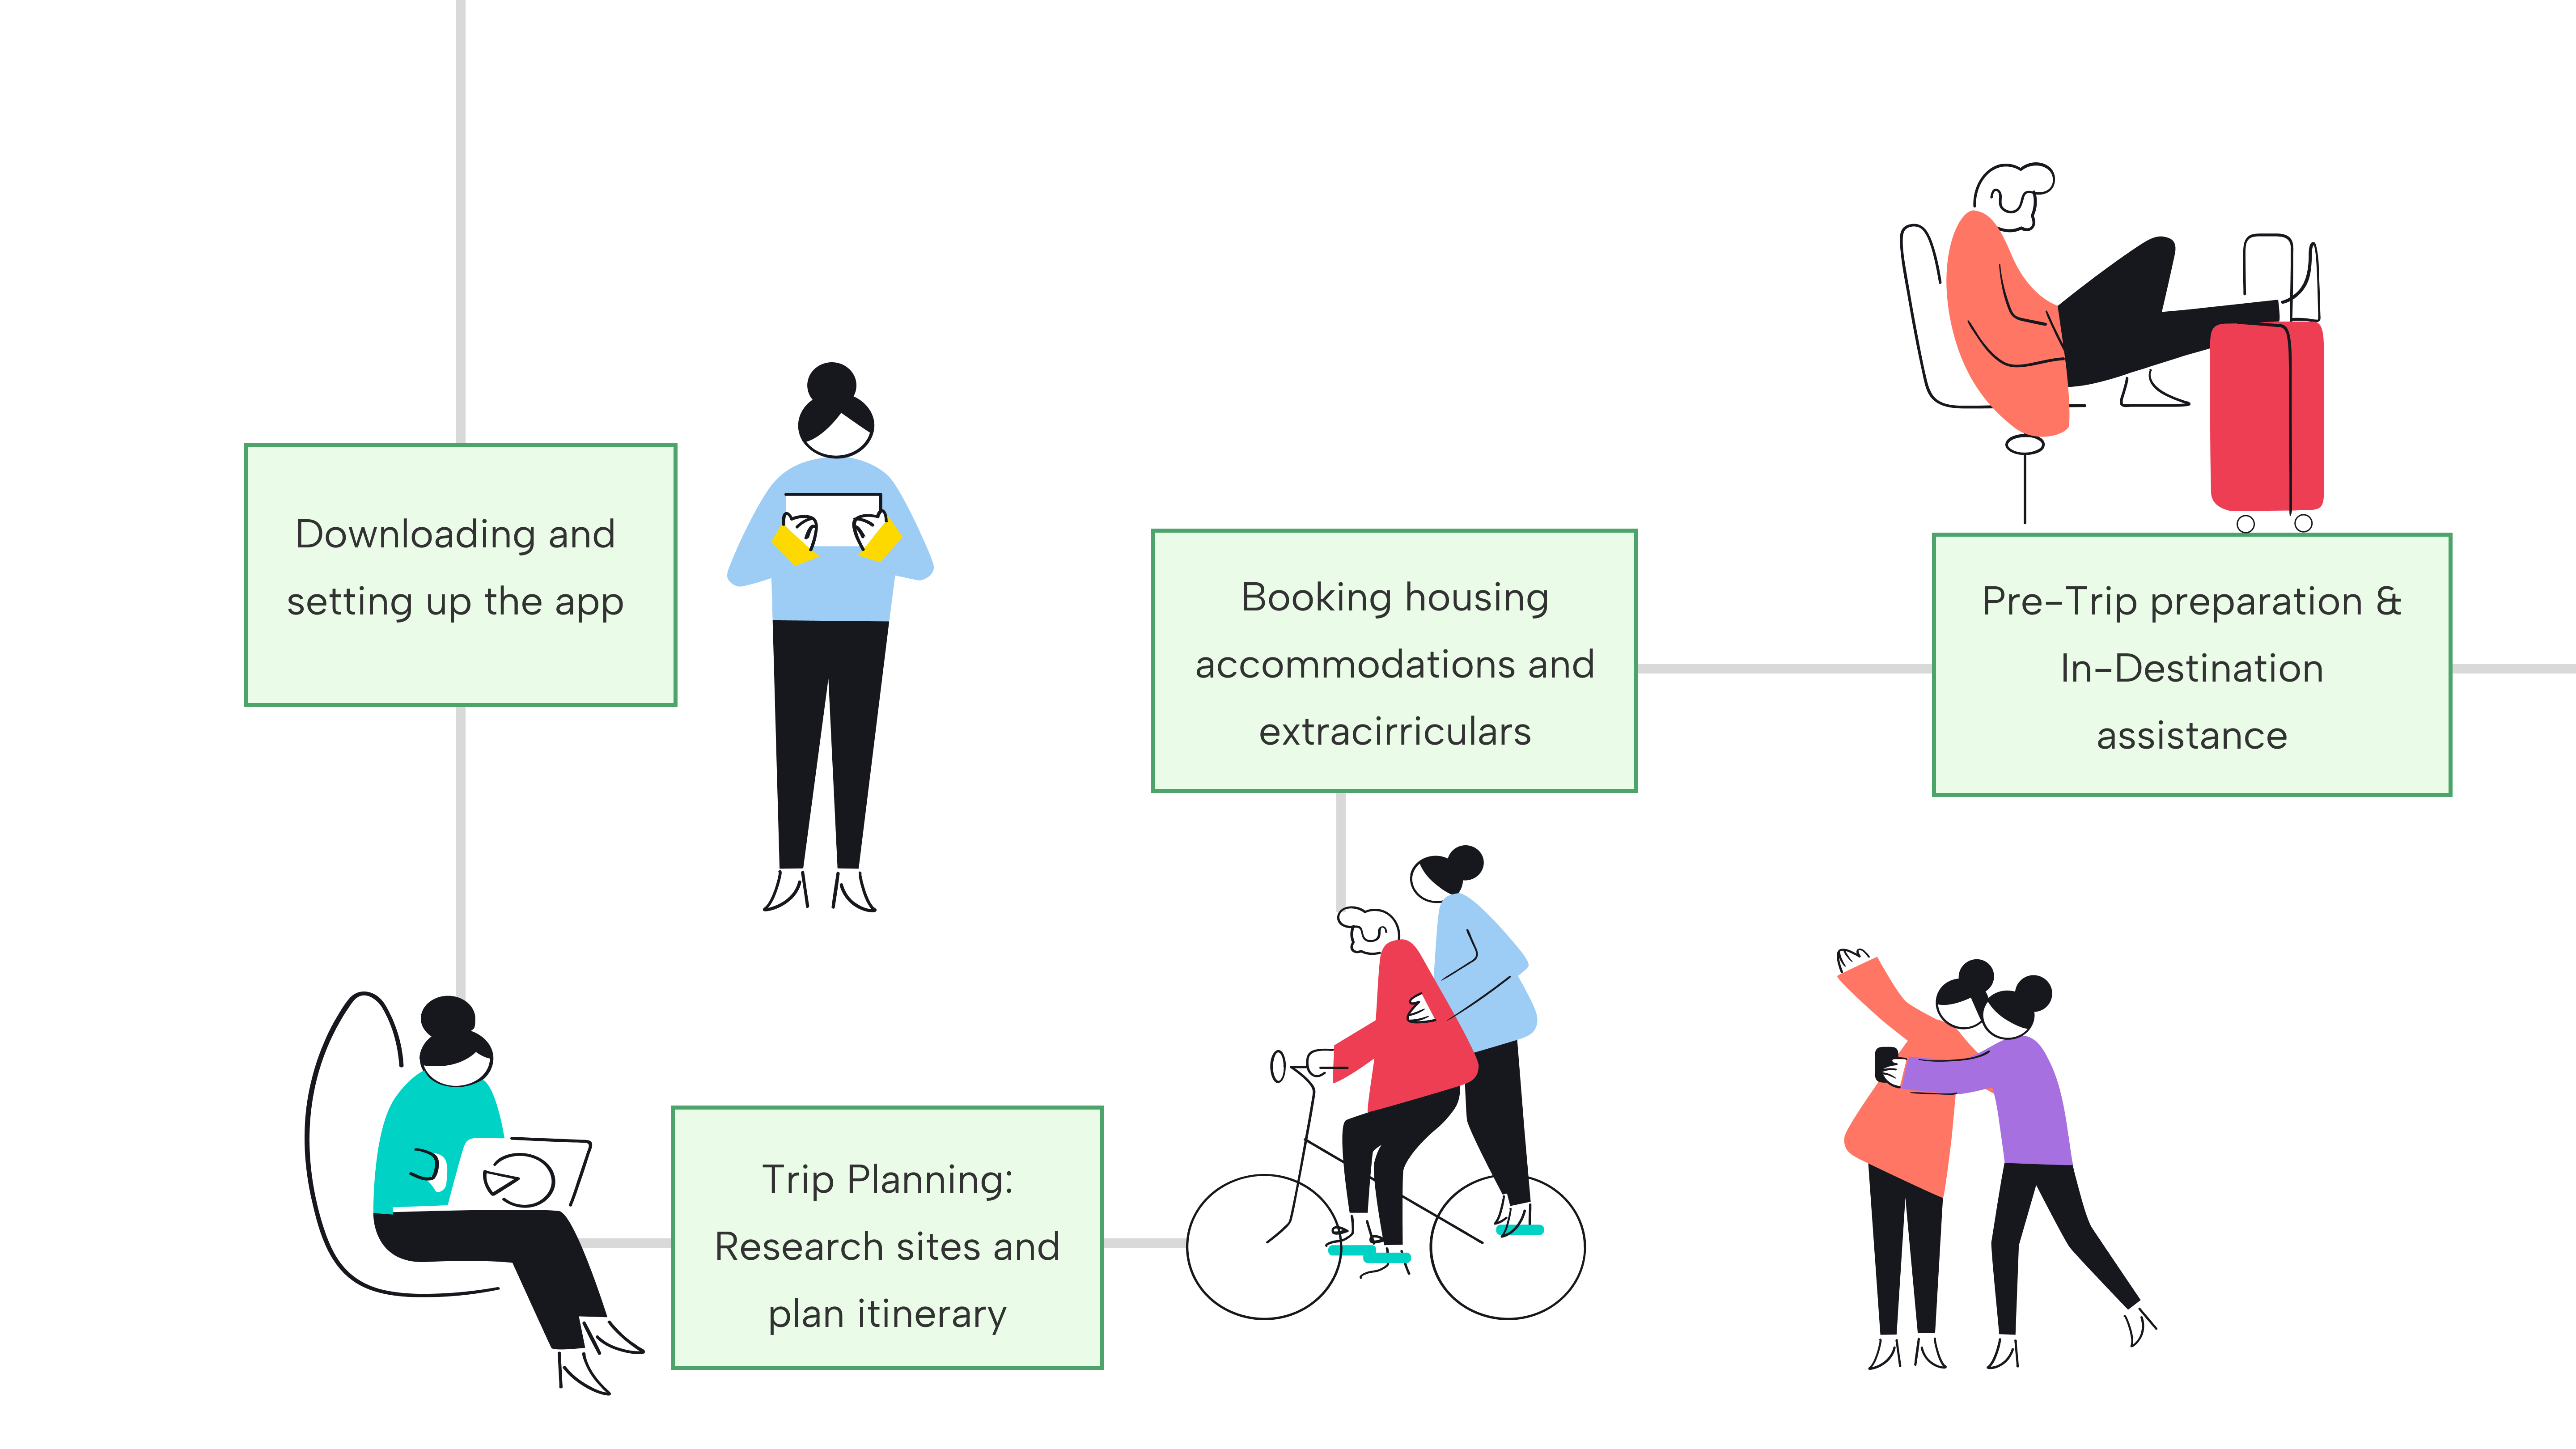 Downloading and
setting up the app
Trip Planning:
Research sites and
plan itinerary
Booking housing
accommodations and
extracirriculars
Pre-Trip preparation &
In-Destination
assistance